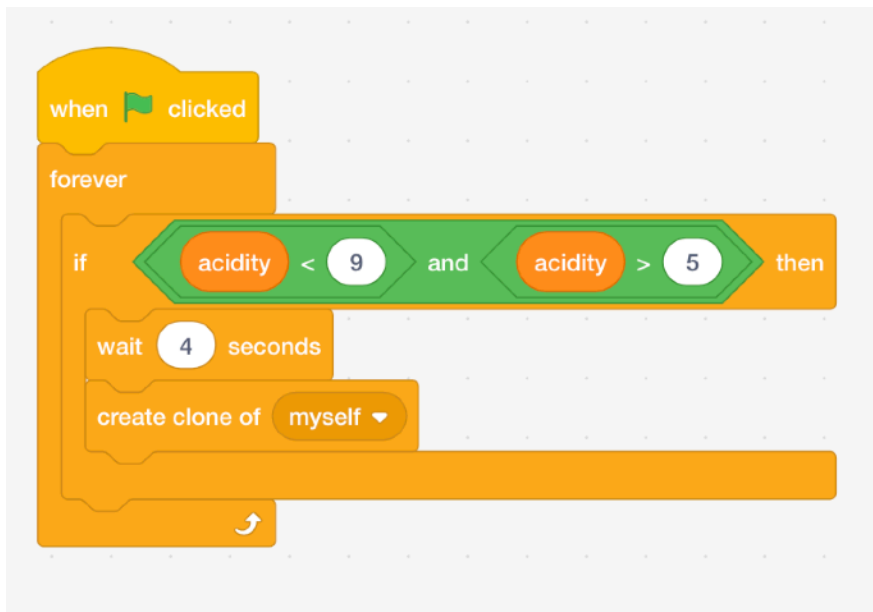 when clicked
forever
if acidity < 9 and acidity > 5 then
wait 4 seconds
create clone of myself